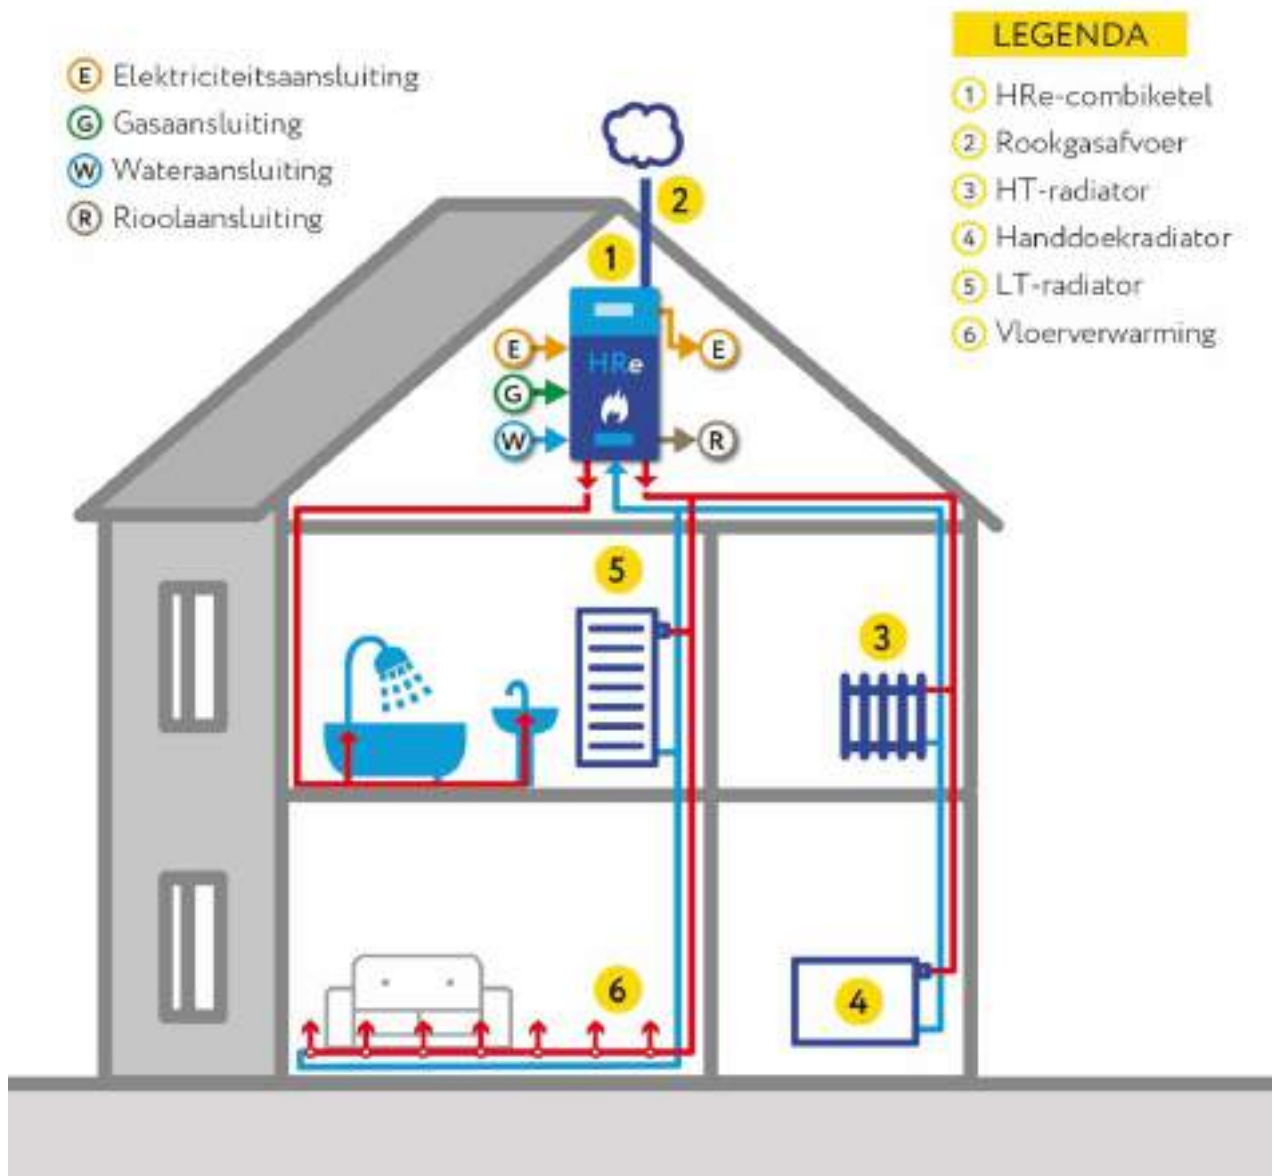 E Elektriciteitsaansluiting
G Gasaansluiting
W Wateraansluiting
R Rioolaansluiting
LEGENDA
1 HRe-combiketel
2 Rookgasafvoer
3 HT-radiator
4 Handdoekradiator
5 LT-radiator
6 Vloerverwarming
2
1
E
HRe
E
G
W
R
5
3
6
4